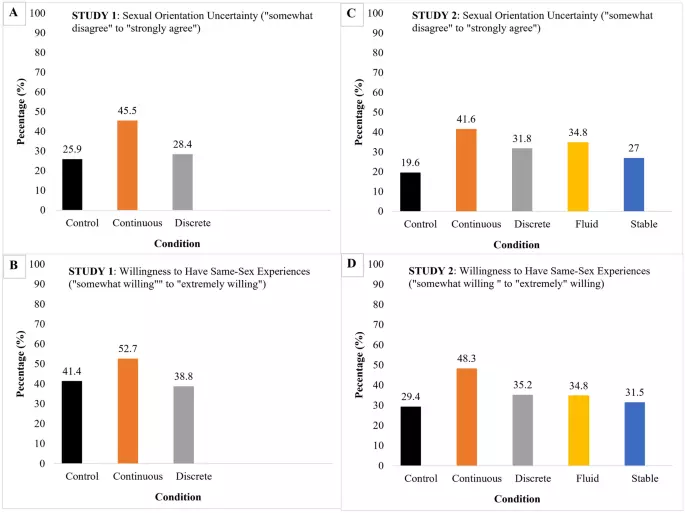 A
STUDY 1: Sexual Orientation Uncertainty ("somewhat
disagree" to "strongly agree")
Pecentage (%)
100
90
80
70
60
50
40
30
20
10
0
25.9
45.5
28.4
Control Continuous Discrete
Condition
B
STUDY 1: Willingness to Have Same-Sex Experiences
("somewhat willing"" to "extremely willing")
Pecentage (%)
100
90
80
70
60
50
40
30
20
10
0
41.4
52.7
38.8
Control Continuous Discrete
Condition
C
STUDY 2: Sexual Orientation Uncertainty ("somewhat
disagree" to "strongly agree")
Pecentage (%)
100
90
80
70
60
50
40
30
20
10
0
19.6
41.6
31.8
34.8
27
Control Continuous Discrete Fluid Stable
Condition
D
STUDY 2: Willingness to Have Same-Sex Experiences
("somewhat willing " to "extremely" willing)
Pecentage (%)
100
90
80
70
60
50
40
30
20
10
0
29.4
48.3
35.2
34.8
31.5
Control Continuous Discrete Fluid Stable
Condition